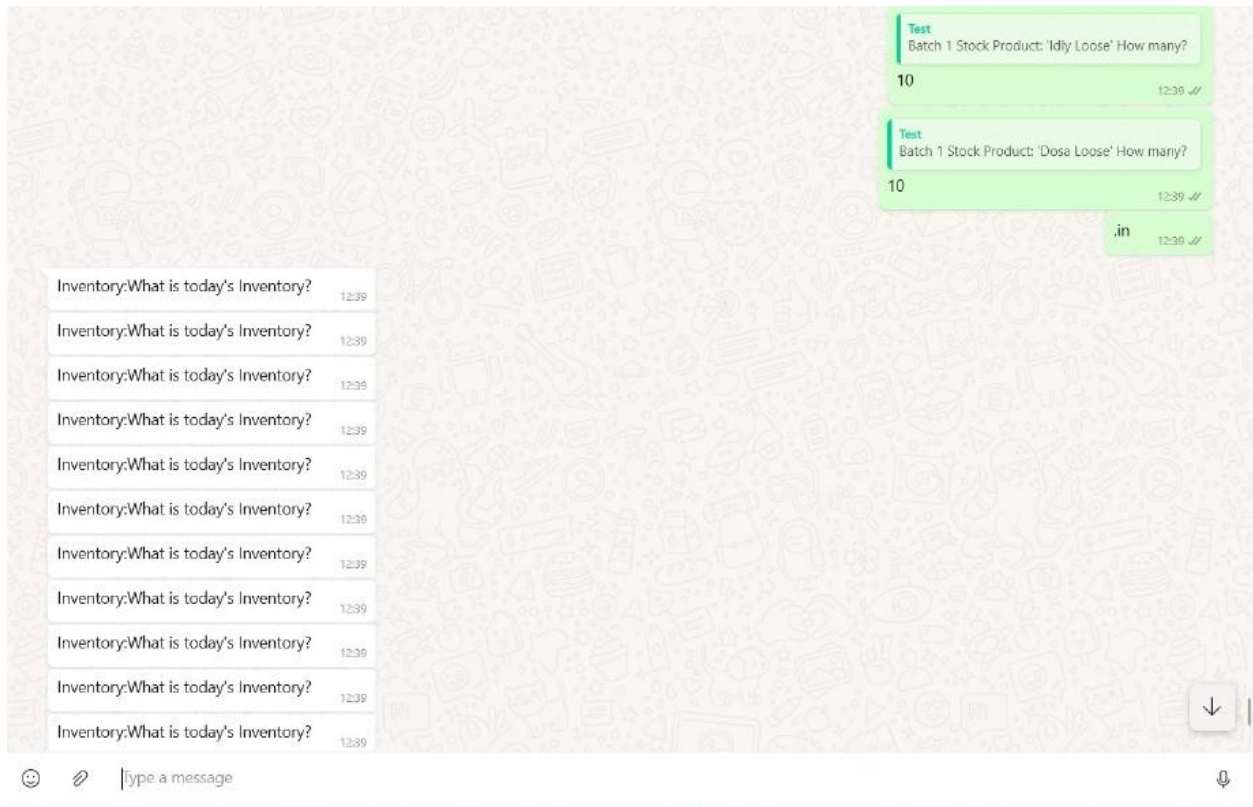 Test
Batch 1 Stock Product: 'Idly Loose' How many?
10
12:39
Test
Batch 1 Stock Product: 'Dosa Loose' How many?
10
12:39
.in
12:39
Inventory:What is today's Inventory?
12:39
Inventory:What is today's Inventory?
12:39
Inventory:What is today's Inventory?
12:39
Inventory:What is today's Inventory?
12:39
Inventory:What is today's Inventory?
12:39
Inventory:What is today's Inventory?
12:39
Inventory:What is today's Inventory?
12:39
Inventory:What is today's Inventory?
12:39
Inventory:What is today's Inventory?
12:39
Inventory:What is today's Inventory?
12:39
Inventory:What is today's Inventory?
12:39
Type a message